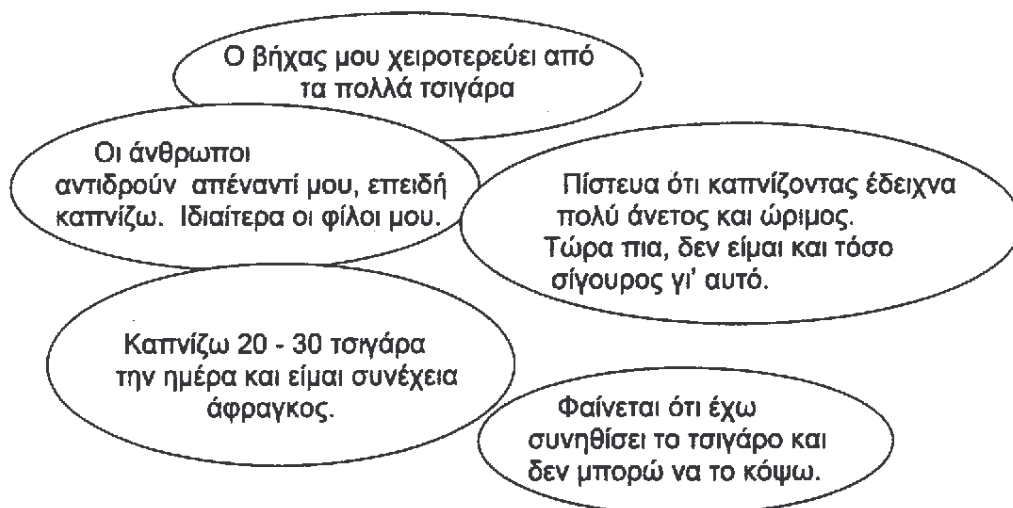 Ο βήχας μου χειροτερεύει από
τα πολλά τσιγάρα
Οι άνθρωποι
αντιδρούν απέναντί μου, επειδή
καπνίζω. Ιδιαίτερα οι φίλοι μου.
Πίστευα ότι καπνίζοντας έδειχνα
πολύ άνετος και ώριμος.
Τώρα πια, δεν είμαι και τόσο
σίγουρος γι' αυτό.
Καπνίζω 20 - 30 τσιγάρα
την ημέρα και είμαι συνέχεια
άφραγκος.
Φαίνεται ότι έχω
συνηθίσει το τσιγάρο και
δεν μπορώ να το κόψω.